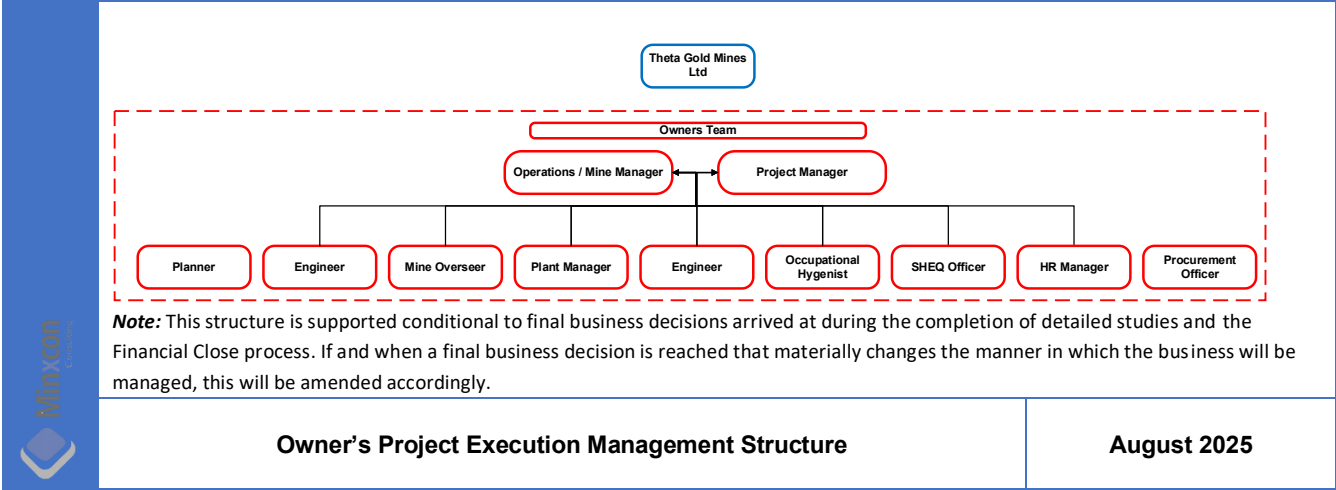 Theta Gold Mines
Ltd
Owners Team
Operations / Mine Manager
Project Manager
Planner
Engineer
Mine Overseer
Plant Manager
Engineer
Occupational
Hygenist
SHEQ Officer
HR Manager
Procurement
Officer
Note: This structure is supported conditional to final business decisions arrived at during the completion of detailed studies and the
Financial Close process. If and when a final business decision is reached that materially changes the manner in which the business will be
managed, this will be amended accordingly.
Minxcon
Consulting
Owner's Project Execution Management Structure
August 2025